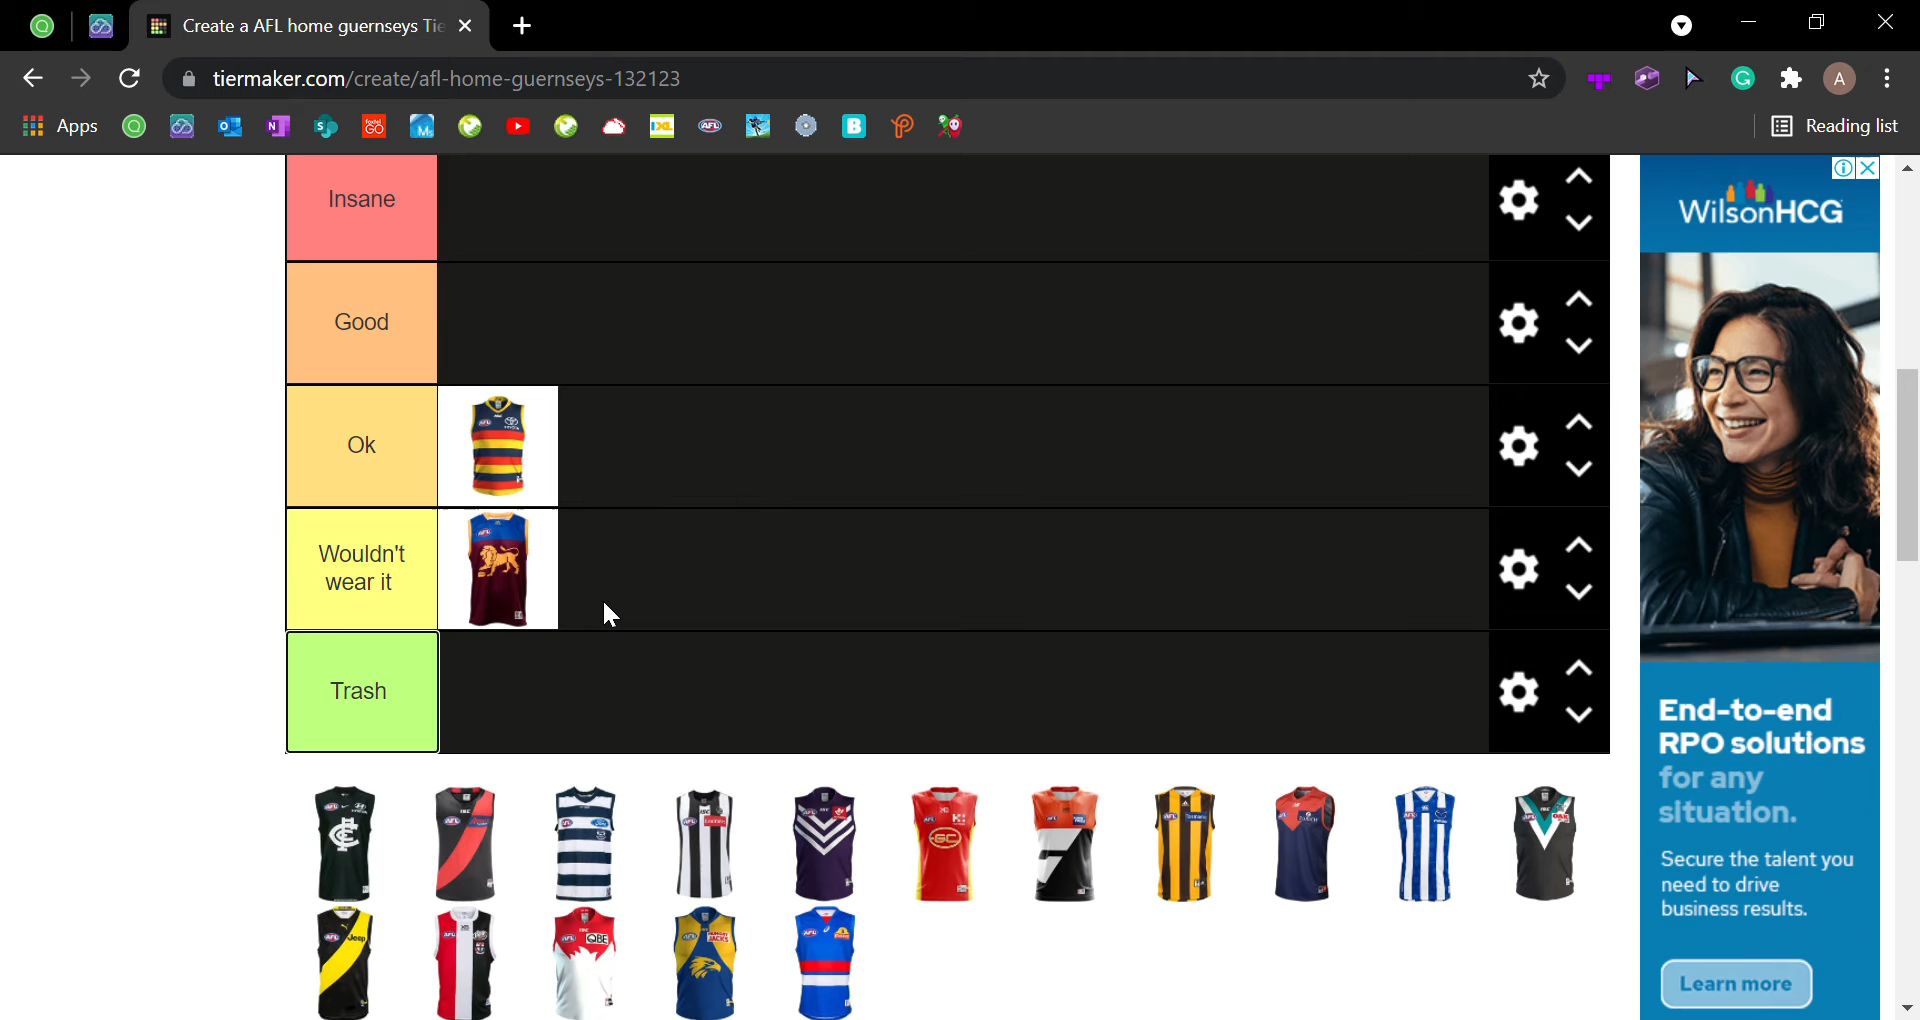 Create a AFL home guernseys Tie
tiermaker.com/create/afl-home-guernseys-132123
A
Apps
Reading list
Insane
Good
Ok
Wouldn't
wear it
Trash
WilsonHCG
End-to-end
RPO solutions
for any
situation.
Secure the talent you
need to drive
business results.
Learn more